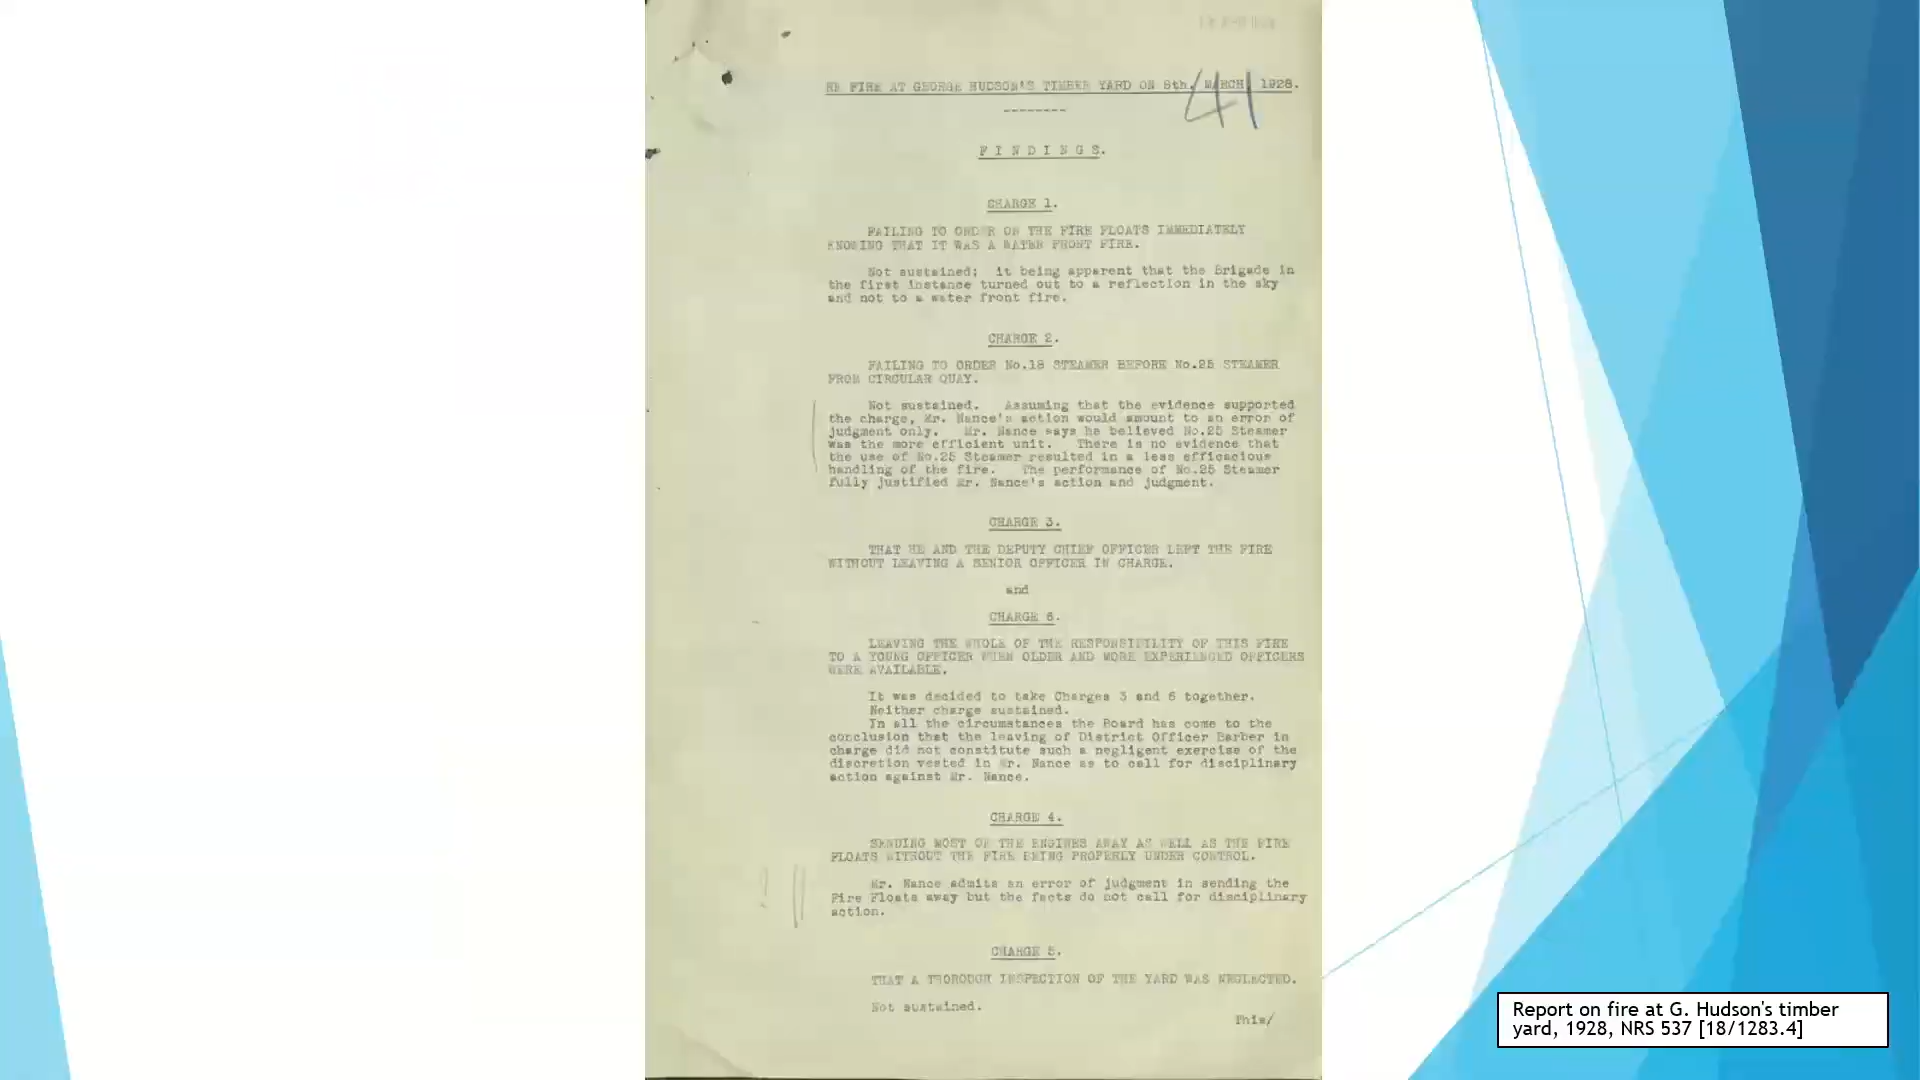 RE FIRE AT GEORGE HUDSON'S TIMBER YARD ON 8th. MARCH, 1928.
--------
41
F I N D I N G S.
CHARGE 1.
FAILING TO ORDER ON THE FIRE FLOATS IMMEDIATELY
KNOWING THAT IT WAS A WATER FRONT FIRE.
Not sustained; it being apparent that the Brigade in
the first instance turned out to a reflection in the sky
and not to a water front fire.
CHARGE 2.
FAILING TO ORDER No.18 STEAMER BEFORE No.25 STEAMER
FROM CIRCULAR QUAY.
Not sustained. Assuming that the evidence supported
the charge, Mr. Nance's action would amount to an error of
judgment only. Mr. Nance says he believed No.25 Steamer
was the more efficient unit. There is no evidence that
the use of No.25 Steamer resulted in a less efficacious
handling of the fire. The performance of No.25 Steamer
fully justified Mr. Nance's action and judgment.
CHARGE 3.
THAT HE AND THE DEPUTY CHIEF OFFICER LEFT THE FIRE
WITHOUT LEAVING A SENIOR OFFICER IN CHARGE.
and
CHARGE 6.
LEAVING THE WHOLE OF THE RESPONSIBILITY OF THIS FIRE
TO A YOUNG OFFICER WHEN OLDER AND MORE EXPERIENCED OFFICERS
WERE AVAILABLE.
It was decided to take Charges 3 and 6 together.
Neither charge sustained.
In all the circumstances the Board has come to the
conclusion that the leaving of District Officer Barber in
charge did not constitute such a negligent exercise of the
discretion vested in Mr. Nance as to call for disciplinary
action against Mr. Nance.
CHARGE 4.
SENDING MOST OF THE ENGINES AWAY AS WELL AS THE FIRE
FLOATS WITHOUT THE FIRE BEING PROPERLY UNDER CONTROL.
Mr. Nance admits an error of judgment in sending the
Fire Floats away but the facts do not call for disciplinary
action.
CHARGE 5.
THAT A THOROUGH INSPECTION OF THE YARD WAS NEGLECTED.
Not sustained.
This/
Report on fire at G. Hudson's timber
yard, 1928, NRS 537 [18/1283.4]